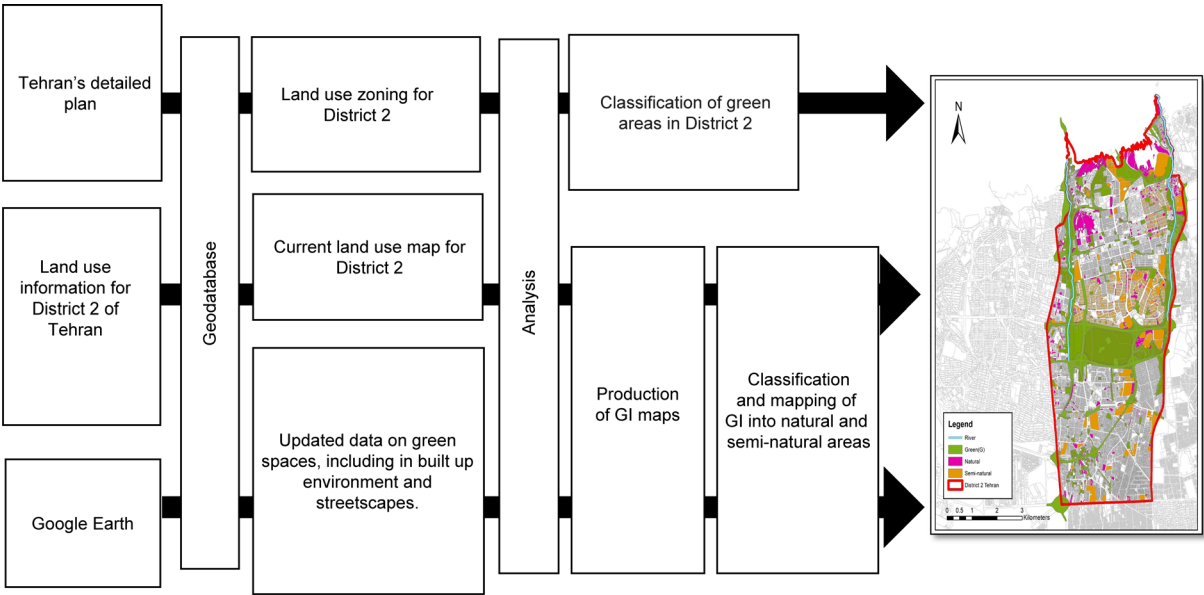 Tehran's detailed
plan
Land use
information for
District 2 of
Tehran
Google Earth
Geodatabase
Land use zoning for
District 2
Current land use map for
District 2
Updated data on green
spaces, including in built up
environment and
streetscapes.
Analysis
Classification of green
areas in District 2
Production
of GI maps
Classification
and mapping of
GI into natural and
semi-natural areas
N
Legend
River
Green(G)
Natural
Semi-natural
District 2 Tehran
0 0.5 1 2 3
Kilometers